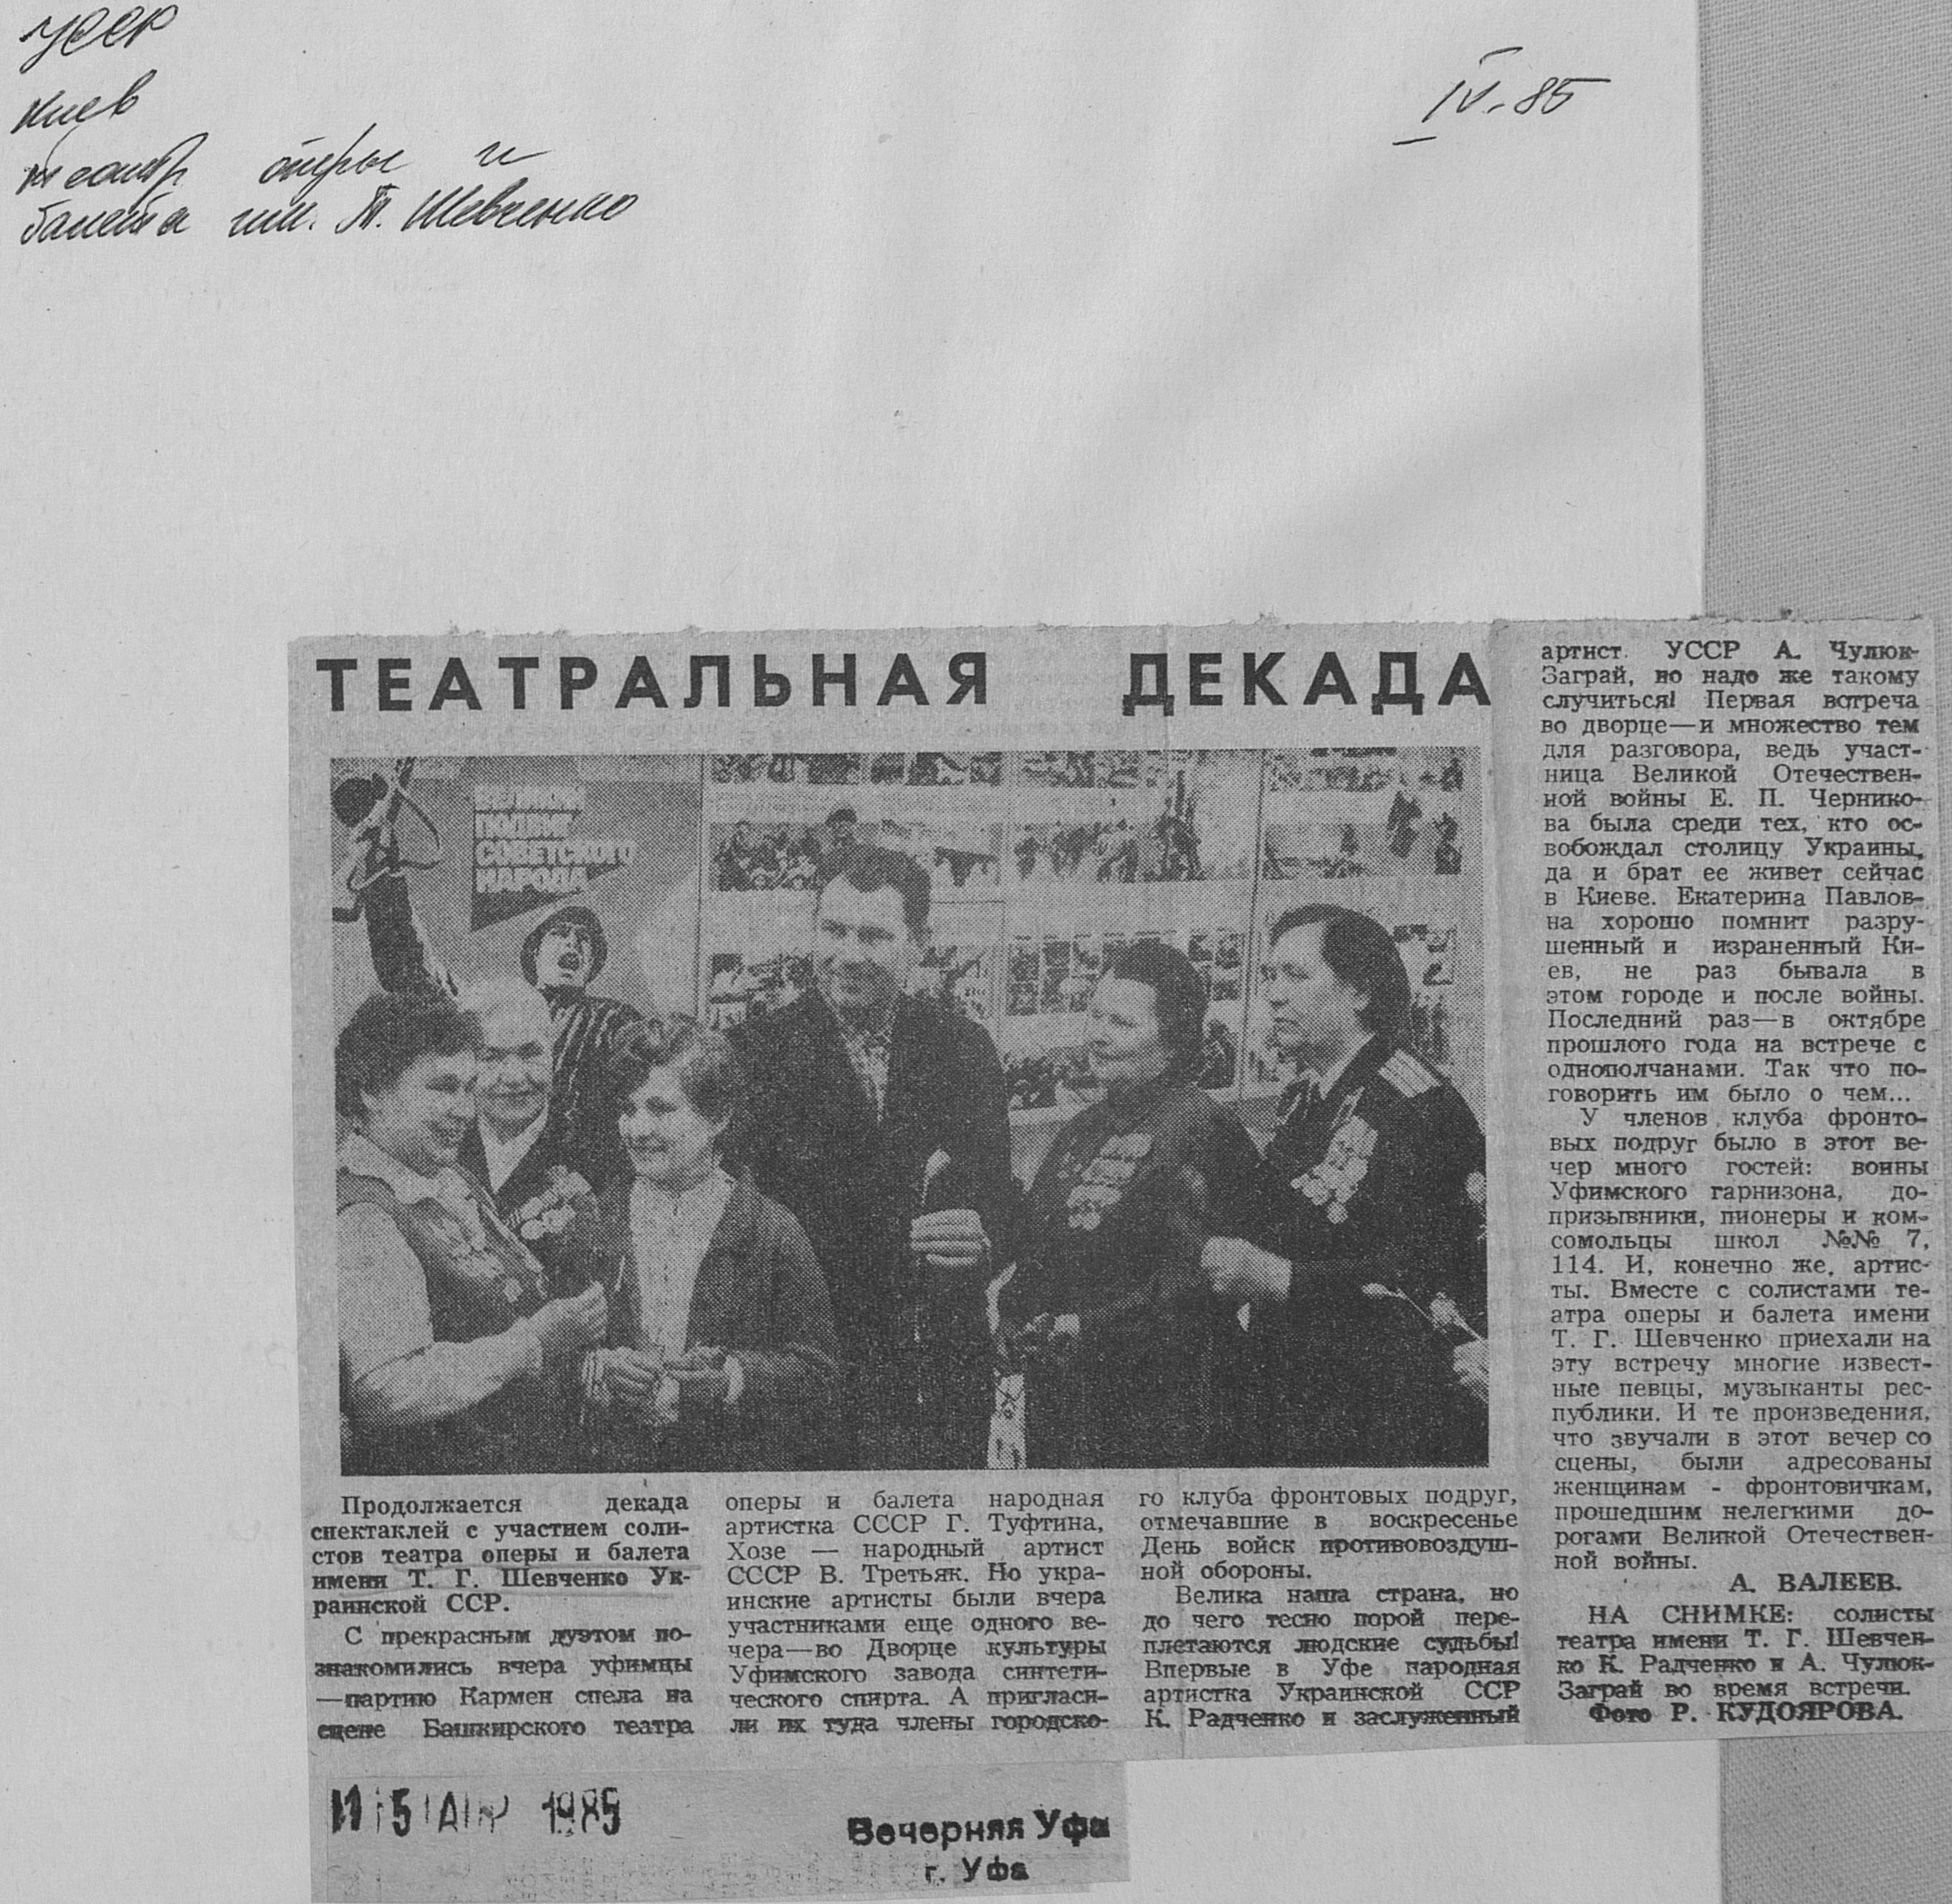 УССР
Киев
театр оперы и
балета им. Т. Шевченко
IV.85
ТЕАТРАЛЬНАЯ ДЕКАДА
ПОДВИГ
СОВЕТСКОГО
НАРОДА
Продолжается декада
спектаклей с участием соли-
стов театра оперы и балета
имени Т. Г. Шевченко Ук-
раинской ССР.
С прекрасным дуэтом по-
знакомились вчера уфимцы
—партию Кармен спела на
сцене Башкирского театра
оперы и балета народная
артистка СССР Г. Туфтина,
Хозе — народный артист
СССР В. Третьяк. Но укра-
инские артисты были вчера
участниками еще одного ве-
чера—во Дворце культуры
Уфимского завода синтети-
ческого спирта. А пригласи-
ли их туда члены городско-
го клуба фронтовых подруг,
отмечавшие в воскресенье
День войск противовоздуш-
ной обороны.
Велика наша страна, но
до чего тесно порой пере-
плетаются людские судьбы!
Впервые в Уфе народная
артистка Украинской ССР
К. Радченко и заслуженный
артист УССР А. Чулюк-
Заграй, но надо же такому
случиться! Первая встреча
во дворце—и множество тем
для разговора, ведь участ-
ница Великой Отечествен-
ной войны Е. П. Чернико-
ва была среди тех, кто ос-
вобождал столицу Украины,
да и брат ее живет сейчас
в Киеве. Екатерина Павлов-
на хорошо помнит разру-
шенный и израненный Ки-
ев, не раз бывала в
этом городе и после войны.
Последний раз—в октябре
прошлого года на встрече с
однополчанами. Так что по-
говорить им было о чем...
У членов клуба фронто-
вых подруг было в этот ве-
чер много гостей: воины
Уфимского гарнизона, до-
призывники, пионеры и ком-
сомольцы школ №№ 7,
114. И, конечно же, артис-
ты. Вместе с солистами те-
атра оперы и балета имени
Т. Г. Шевченко приехали на
эту встречу многие извест-
ные певцы, музыканты рес-
публики. И те произведения,
что звучали в этот вечер со
сцены, были адресованы
женщинам - фронтовичкам,
прошедшим нелегкими до-
рогами Великой Отечествен-
ной войны.
А. ВАЛЕЕВ.
НА СНИМКЕ: солисты
театра имени Т. Г. Шевчен-
ко К. Радченко и А. Чулюк-
Заграй во время встречи.
Фото Р. КУДОЯРОВА.
5 АПР 1985
Вечерняя Уфа
г. Уфа